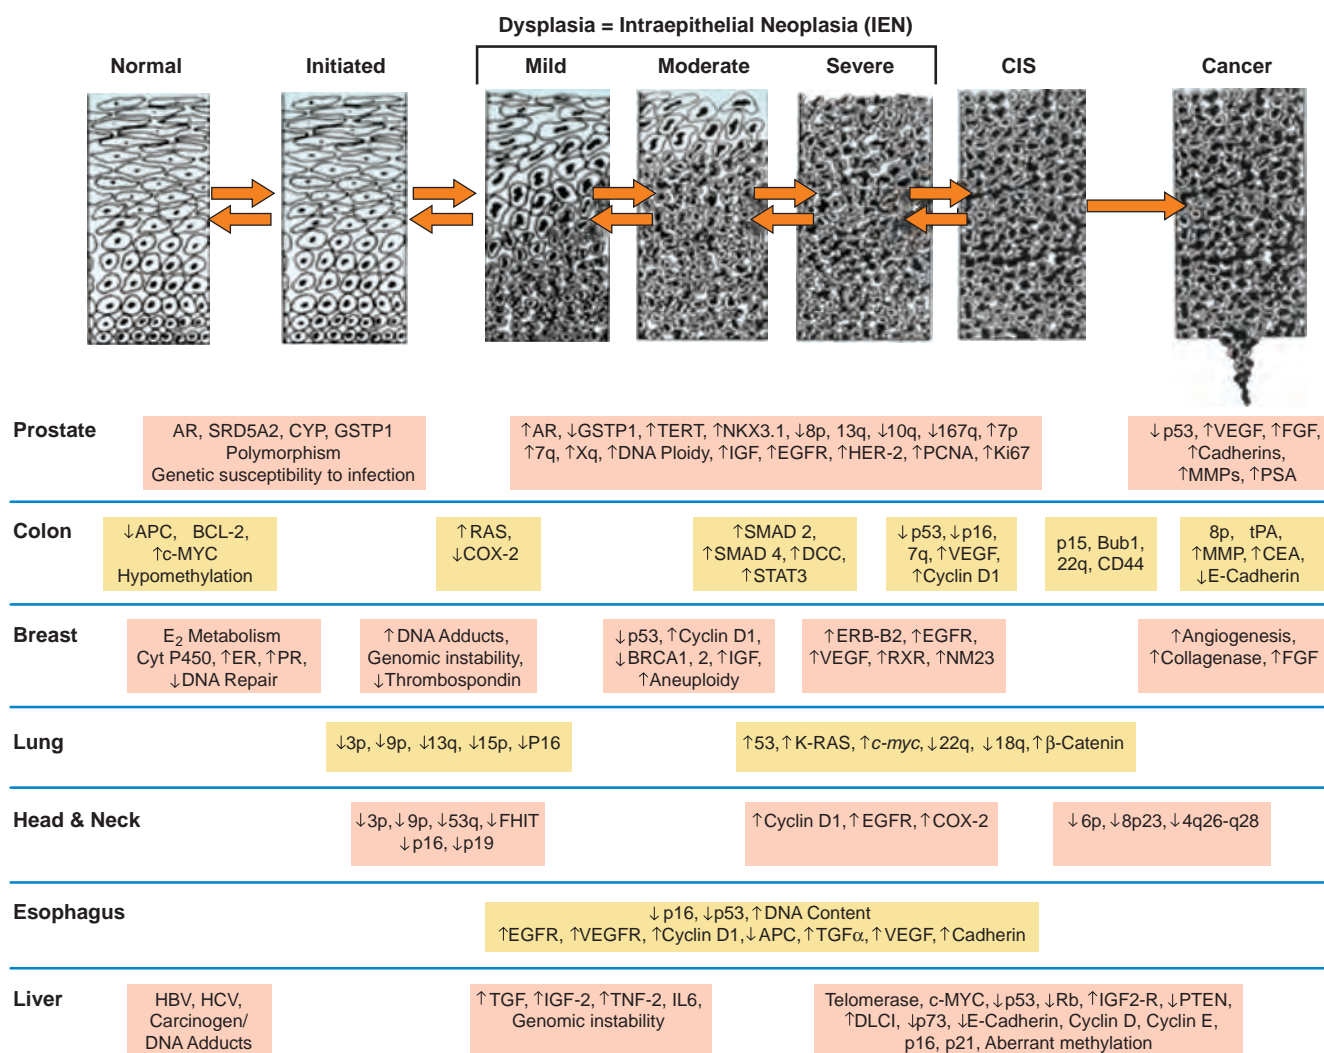 Dysplasia = Intraepithelial Neoplasia (IEN)
Normal Initiated Mild Moderate Severe CIS Cancer
Prostate
AR, SRD5A2, CYP, GSTP1
Polymorphism
Genetic susceptibility to infection
↑AR, ↓GSTP1, ↑TERT, ↑NKX3.1, ↓8p, 13q, ↓10q, ↓167q, ↑7p
↑7q, ↑Xq, ↑DNA Ploidy, ↑IGF, ↑EGFR, ↑HER-2, ↑PCNA, ↑Ki67
↓p53, ↑VEGF, ↑FGF,
↑Cadherins,
↑MMPs, ↑PSA
Colon
↓APC, BCL-2,
↑c-MYC
Hypomethylation
↑RAS,
↓COX-2
↑SMAD 2,
↑SMAD 4, ↑DCC,
↑STAT3
↓p53, ↓p16,
7q, ↑VEGF,
↑Cyclin D1
p15, Bub1,
22q, CD44
8p, tPA,
↑MMP, ↑CEA,
↓E-Cadherin
Breast
E₂ Metabolism
Cyt P450, ↑ER, ↑PR,
↓DNA Repair
↑DNA Adducts,
Genomic instability,
↓Thrombospondin
↓p53, ↑Cyclin D1,
↓BRCA1, 2, ↑IGF,
↑Aneuploidy
↑ERB-B2, ↑EGFR,
↑VEGF, ↑RXR, ↑NM23
↑Angiogenesis,
↑Collagenase, ↑FGF
Lung
↓3p, ↓9p, ↓13q, ↓15p, ↓P16
↑53, ↑K-RAS, ↑c-myc, ↓22q, ↓18q, ↑β-Catenin
Head & Neck
↓3p, ↓9p, ↓53q, ↓FHIT
↓p16, ↓p19
↑Cyclin D1, ↑EGFR, ↑COX-2
↓6p, ↓8p23, ↓4q26-q28
Esophagus
↓p16, ↓p53, ↑DNA Content
↑EGFR, ↑VEGFR, ↑Cyclin D1, ↓APC, ↑TGFα, ↑VEGF, ↑Cadherin
Liver
HBV, HCV,
Carcinogen/
DNA Adducts
↑TGF, ↑IGF-2, ↑TNF-2, IL6,
Genomic instability
Telomerase, c-MYC, ↓p53, ↓Rb, ↑IGF2-R, ↓PTEN,
↑DLCI, ↓p73, ↓E-Cadherin, Cyclin D, Cyclin E,
p16, p21, Aberrant methylation